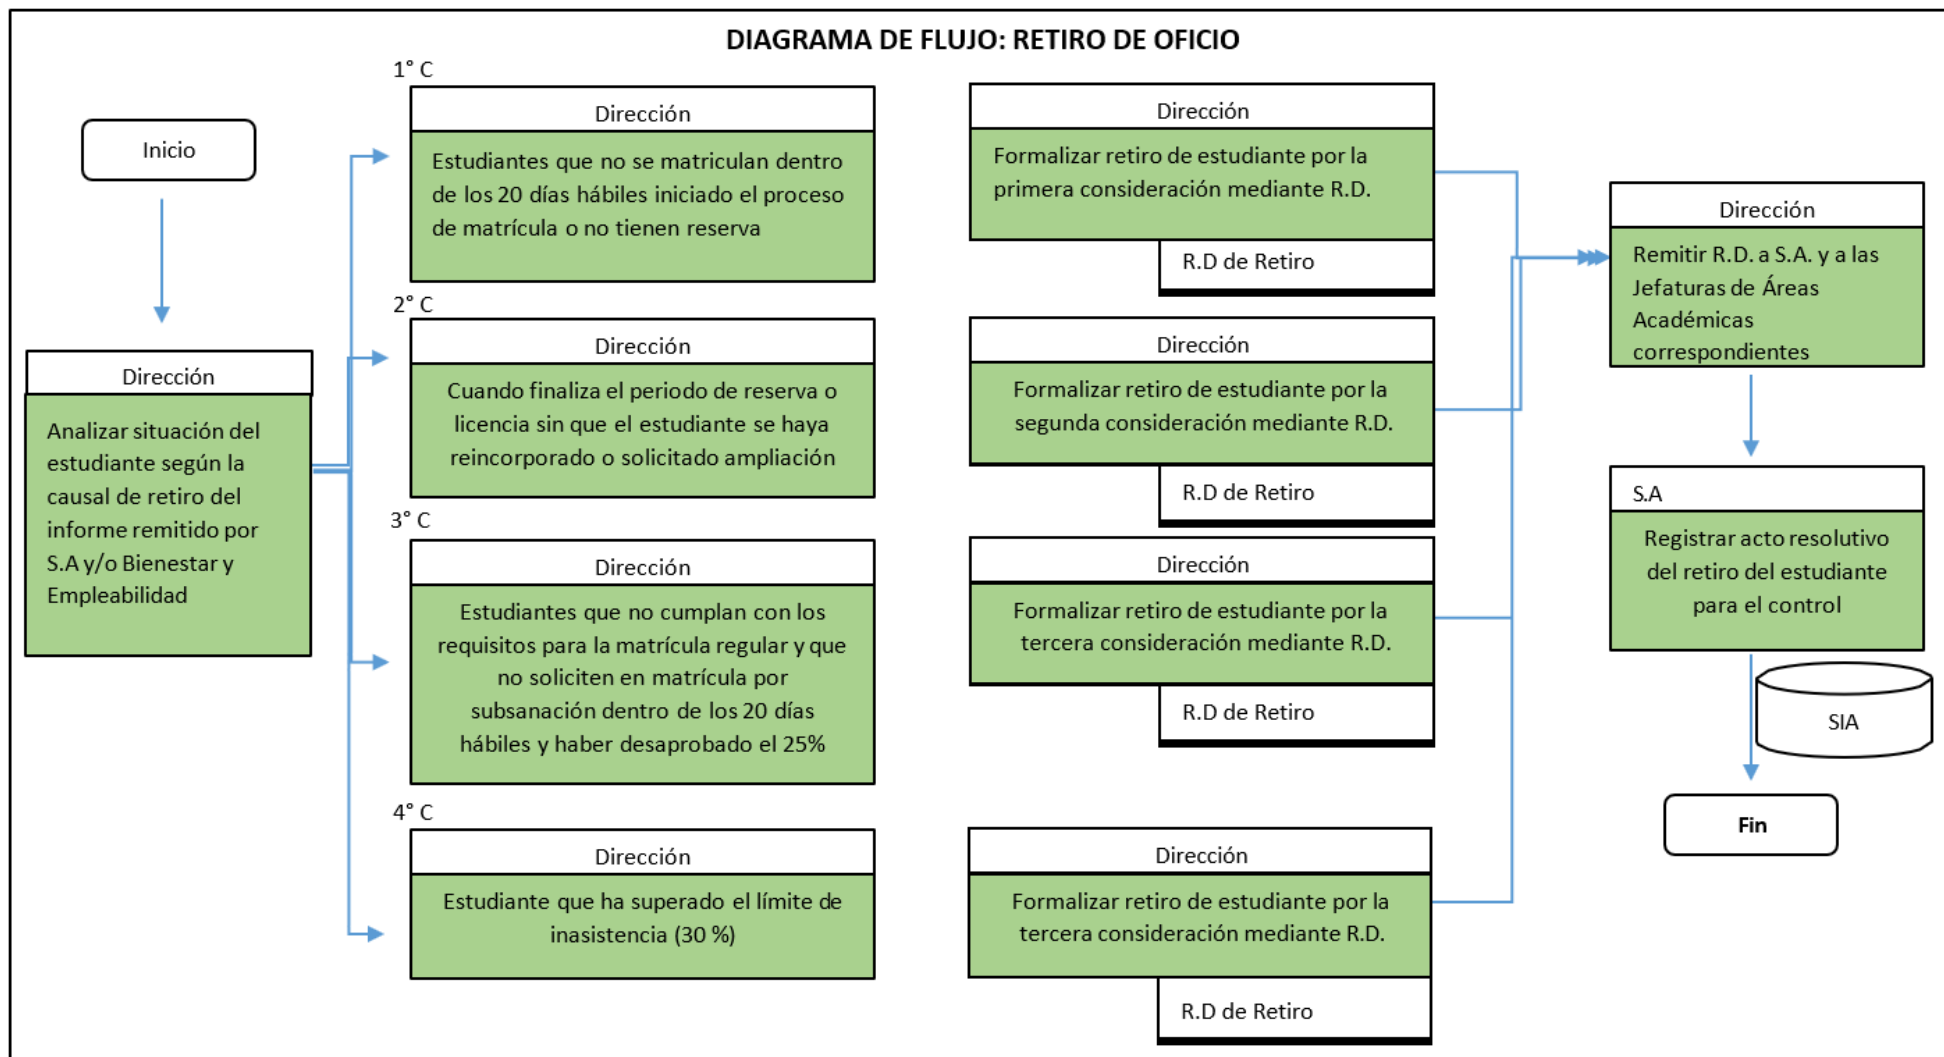 DIAGRAMA DE FLUJO: RETIRO DE OFICIO
Inicio
Dirección
Analizar situación del
estudiante según la
causal de retiro del
informe remitido por
S.A y/o Bienestar y
Empleabilidad
1° C
Dirección
Estudiantes que no se matriculan dentro
de los 20 días hábiles iniciado el proceso
de matrícula o no tienen reserva
2° C
Dirección
Cuando finaliza el periodo de reserva o
licencia sin que el estudiante se haya
reincorporado o solicitado ampliación
3° C
Dirección
Estudiantes que no cumplan con los
requisitos para la matrícula regular y que
no soliciten en matrícula por
subsanación dentro de los 20 días
hábiles y haber desaprobado el 25%
4° C
Dirección
Estudiante que ha superado el límite de
inasistencia (30 %)
Dirección
Formalizar retiro de estudiante por la
primera consideración mediante R.D.
R.D de Retiro
Dirección
Formalizar retiro de estudiante por la
segunda consideración mediante R.D.
R.D de Retiro
Dirección
Formalizar retiro de estudiante por la
tercera consideración mediante R.D.
R.D de Retiro
Dirección
Formalizar retiro de estudiante por la
tercera consideración mediante R.D.
R.D de Retiro
Dirección
Remitir R.D. a S.A. y a las
Jefaturas de Áreas
Académicas
correspondientes
S.A
Registrar acto resolutivo
del retiro del estudiante
para el control
SIA
Fin